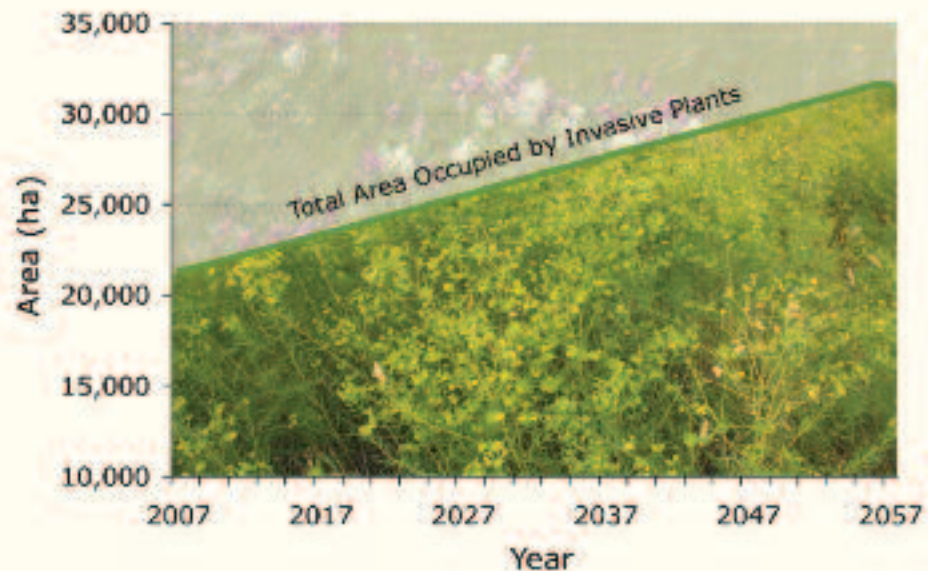 35,000
30,000
25,000
20,000
15,000
10,000
Area (ha)
Total Area Occupied by Invasive Plants
2007 2017 2027 2037 2047 2057
Year